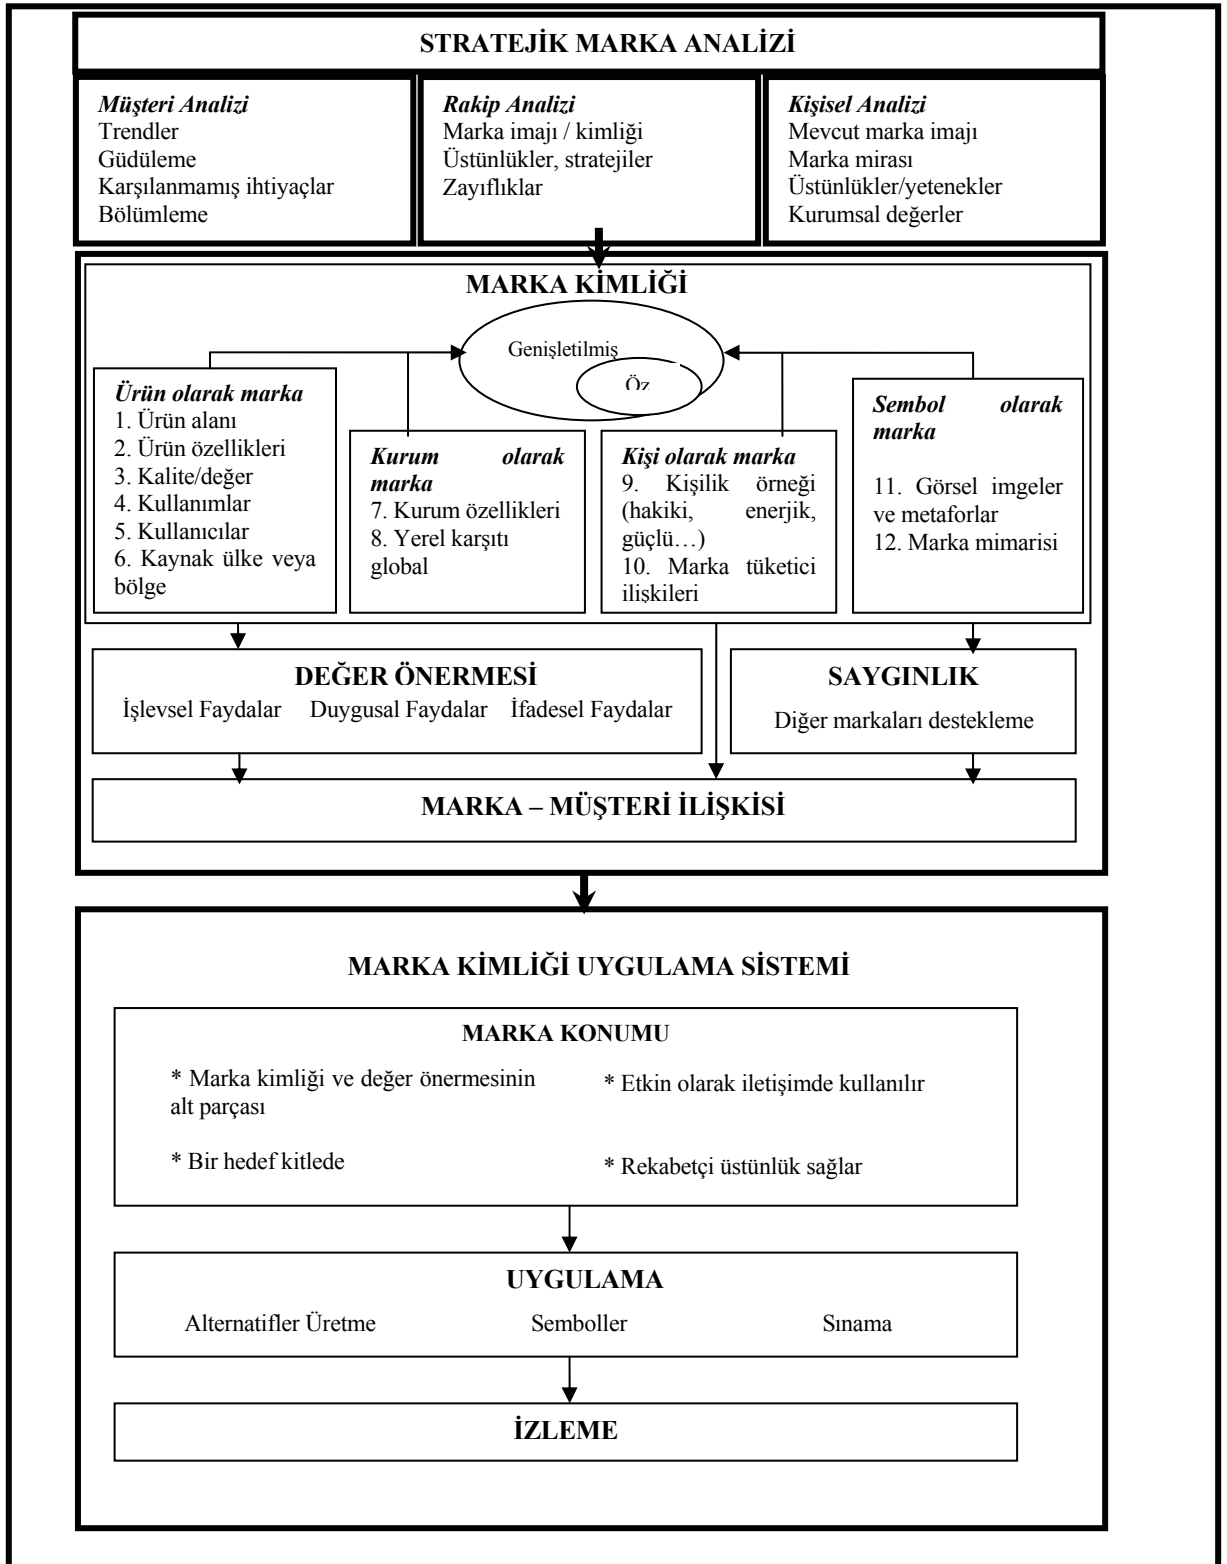 STRATEJİK MARKA ANALİZİ
Müşteri Analizi
Trendler
Güdüleme
Karşılanmamış ihtiyaçlar
Bölümleme
Rakip Analizi
Marka imajı / kimliği
Üstünlükler, stratejiler
Zayıflıklar
Kişisel Analizi
Mevcut marka imajı
Marka mirası
Üstünlükler/yetenekler
Kurumsal değerler
MARKA KİMLİĞİ
Genişletilmiş
Öz
Ürün olarak marka
1. Ürün alanı
2. Ürün özellikleri
3. Kalite/değer
4. Kullanımlar
5. Kullanıcılar
6. Kaynak ülke veya
bölge
Kurum olarak
marka
7. Kurum özellikleri
8. Yerel karşıtı
global
Kişi olarak marka
9. Kişilik örneği
(hakiki, enerjik,
güçlü…)
10. Marka tüketici
ilişkileri
Sembol olarak
marka
11. Görsel imgeler
ve metaforlar
12. Marka mimarisi
DEĞER ÖNERMESİ
İşlevsel Faydalar Duygusal Faydalar İfadesel Faydalar
SAYGINLIK
Diğer markaları destekleme
MARKA – MÜŞTERİ İLİŞKİSİ
MARKA KİMLİĞİ UYGULAMA SİSTEMİ
MARKA KONUMU
* Marka kimliği ve değer önermesinin
alt parçası
* Etkin olarak iletişimde kullanılır
* Bir hedef kitlede
* Rekabetçi üstünlük sağlar
UYGULAMA
Alternatifler Üretme Semboller Sınama
İZLEME